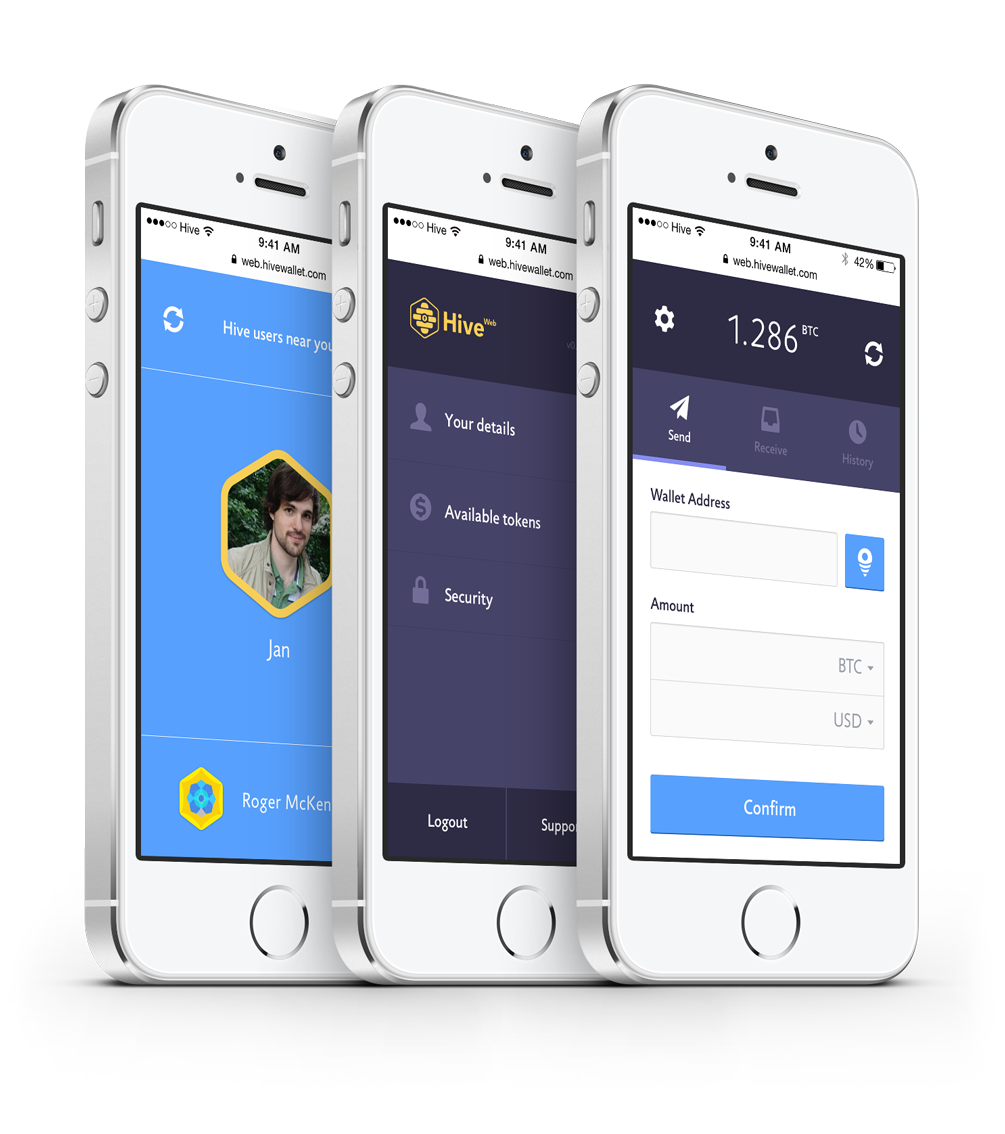 Hive
9:41 AM
web.hivewallet.com
Hive users near you
Jan
Roger McKen
Hive
9:41 AM
web.hivewallet.com
Hive Web
Your details
Available tokens
Security
Logout
Suppo
Hive
9:41 AM
42%
web.hivewallet.com
1.286 BTC
Send
Receive
History
Wallet Address
Amount
BTC
USD
Confirm